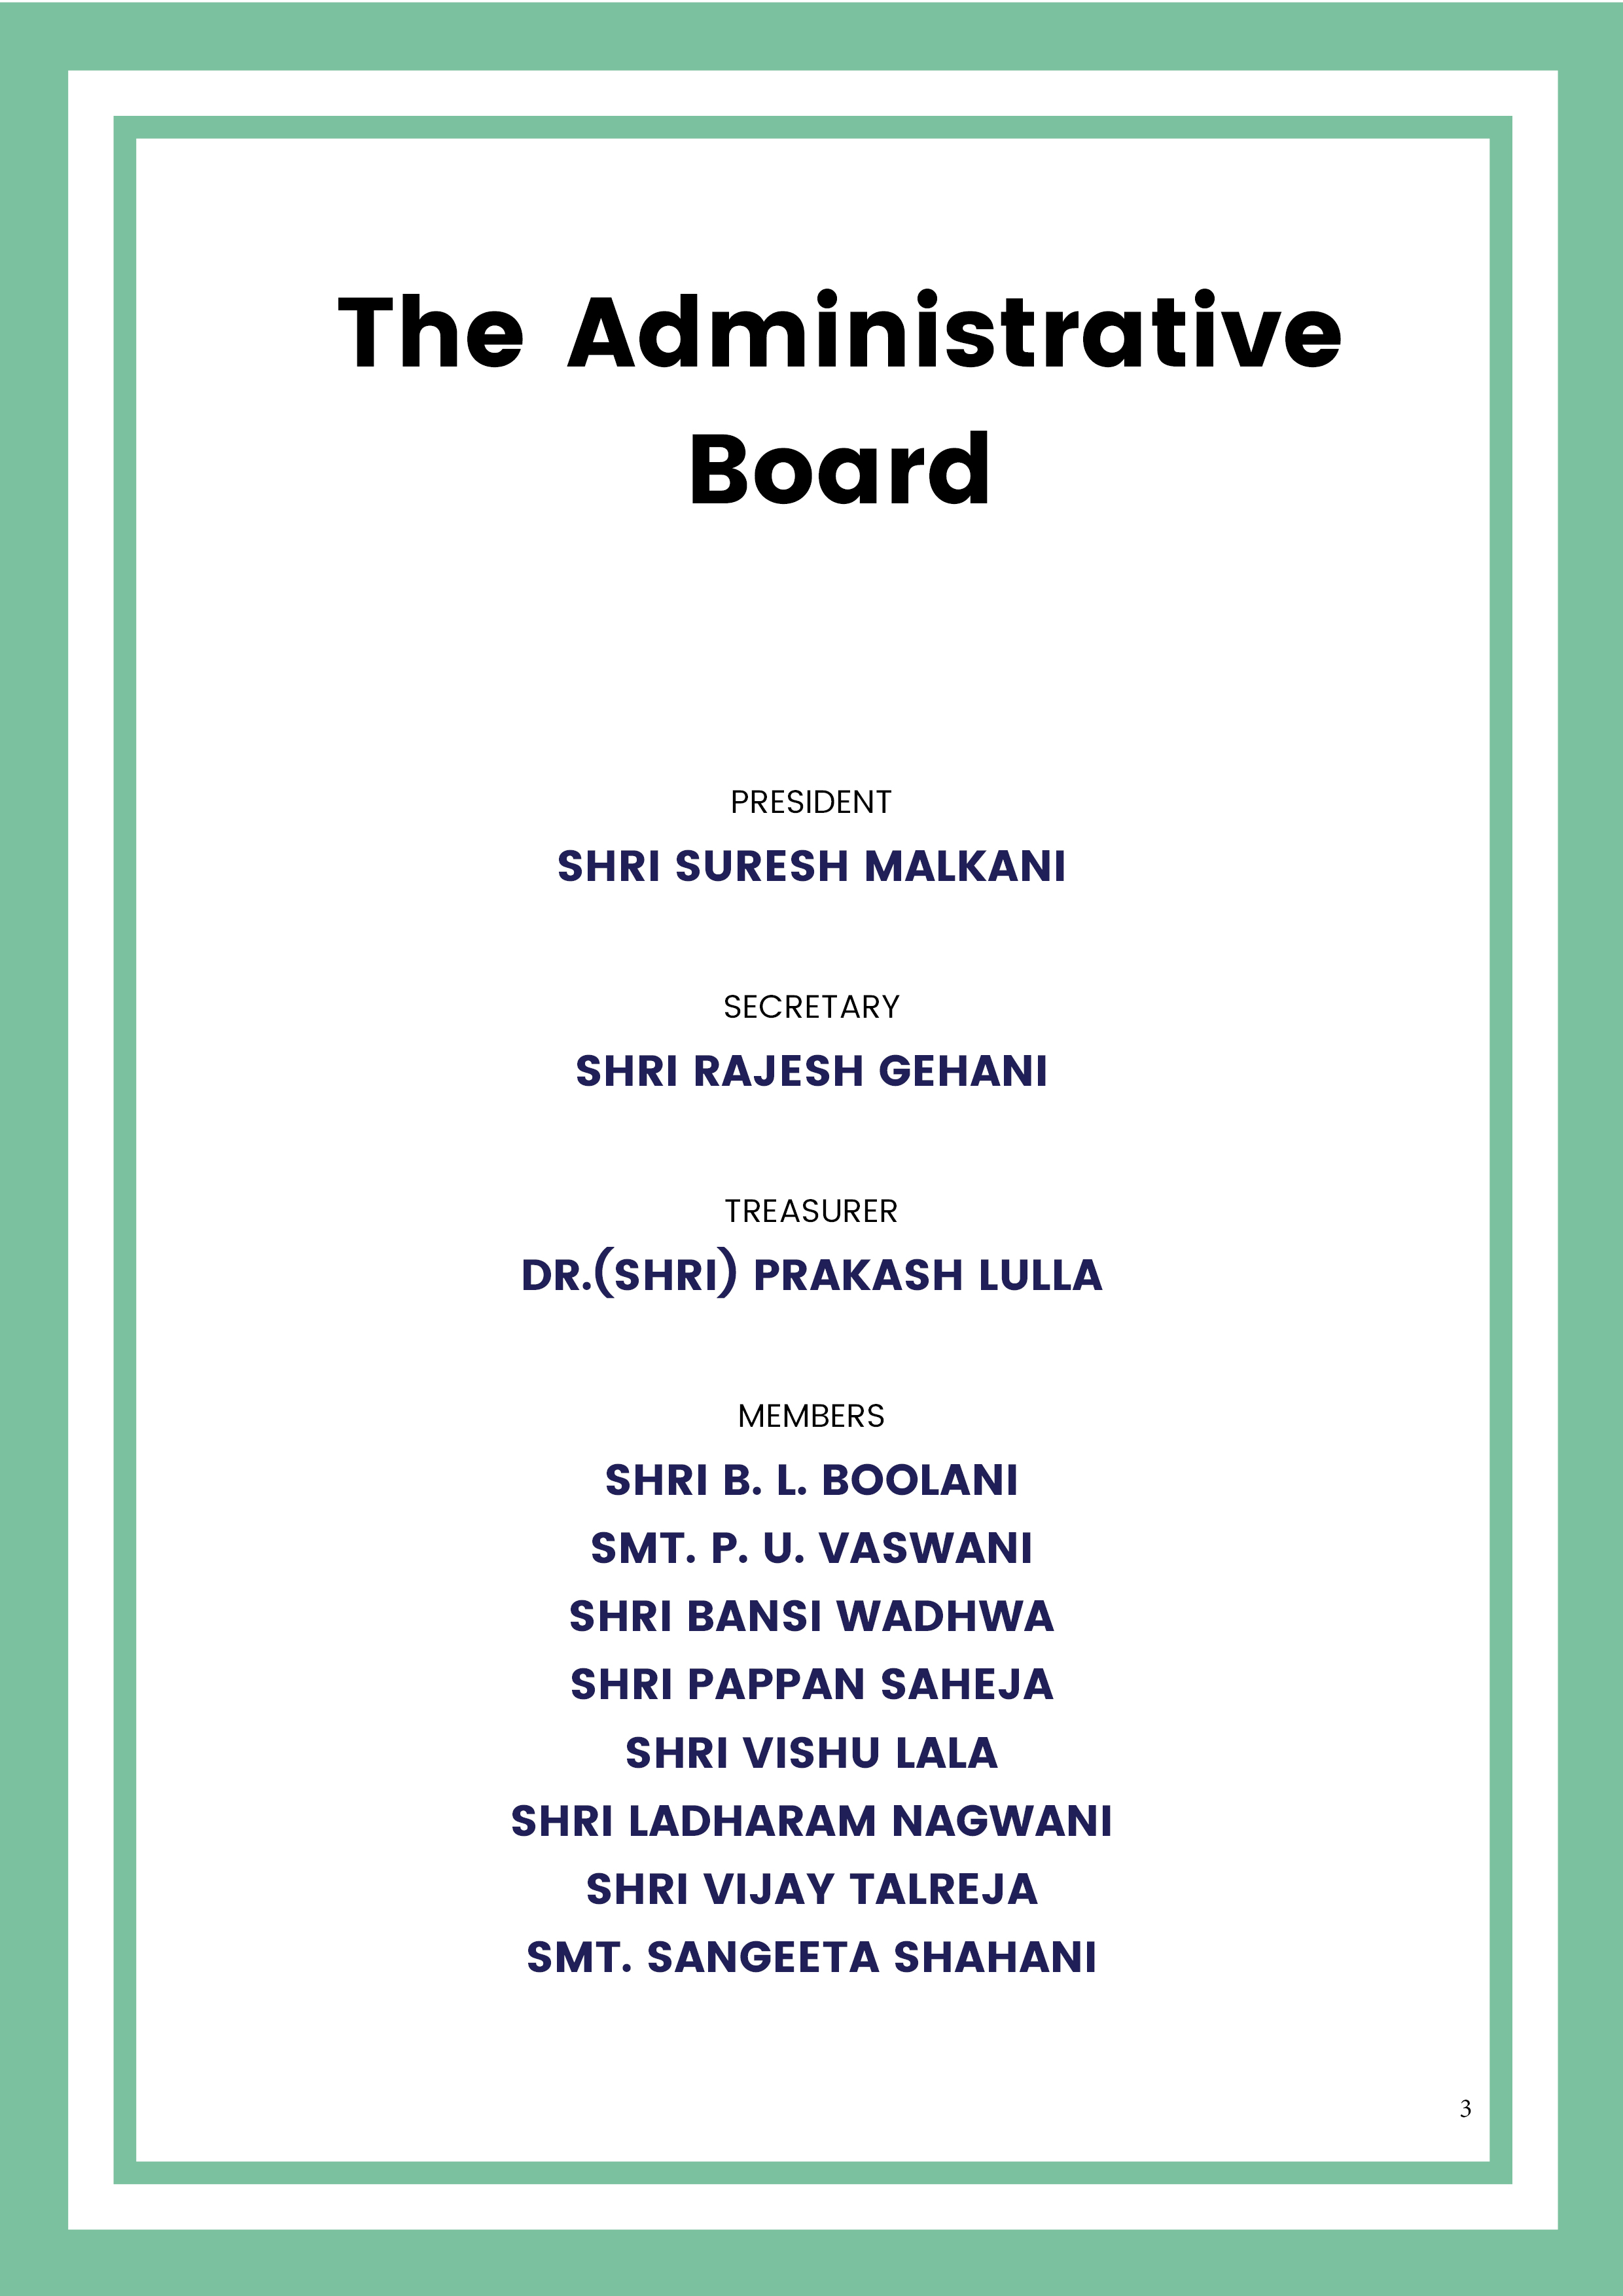 The Administrative
Board
PRESIDENT
SHRI SURESH MALKANI
SECRETARY
SHRI RAJESH GEHANI
TREASURER
DR.(SHRI) PRAKASH LULLA
MEMBERS
SHRI B. L. BOOLANI
SMT. P. U. VASWANI
SHRI BANSI WADHWA
SHRI PAPPAN SAHEJA
SHRI VISHU LALA
SHRI LADHARAM NAGWANI
SHRI VIJAY TALREJA
SMT. SANGEETA SHAHANI
3